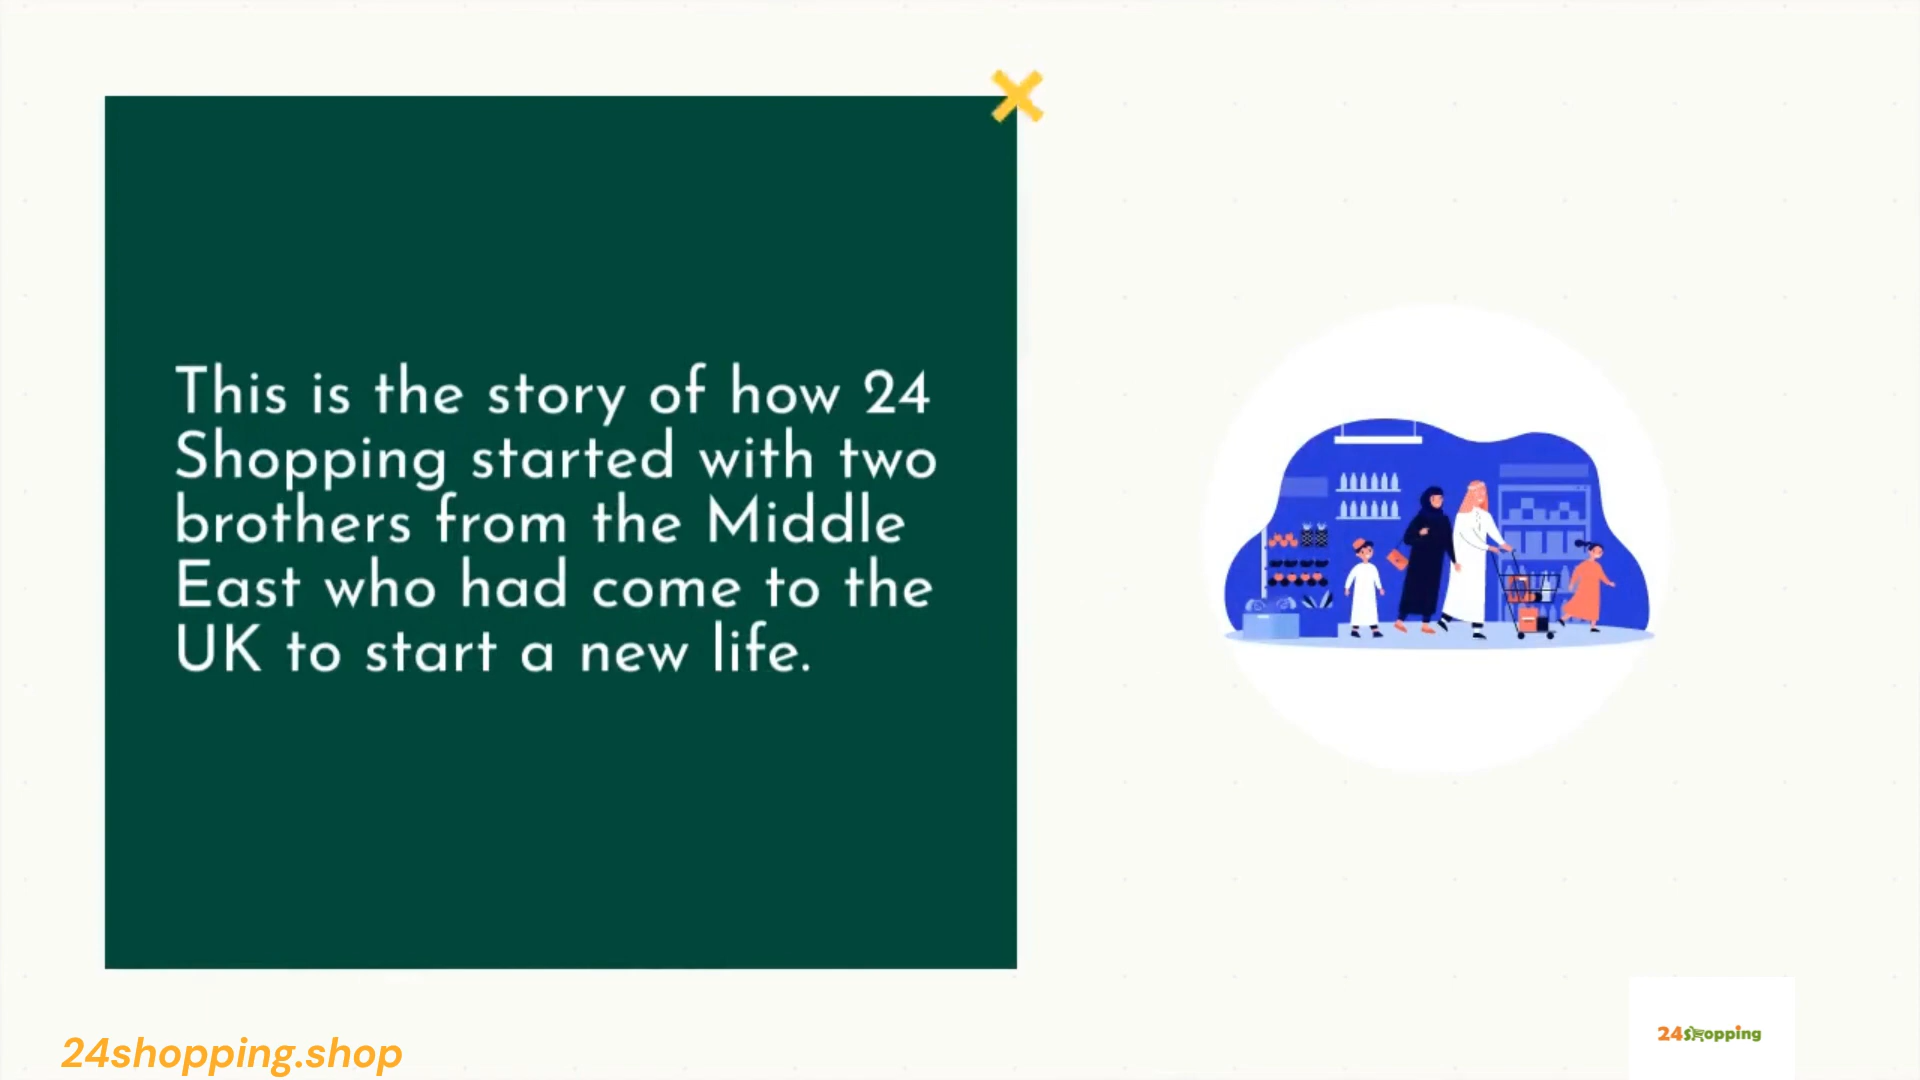 This is the story of how 24
Shopping started with two
brothers from the Middle
East who had come to the
UK to start a new life.
24shopping.shop
24shopping